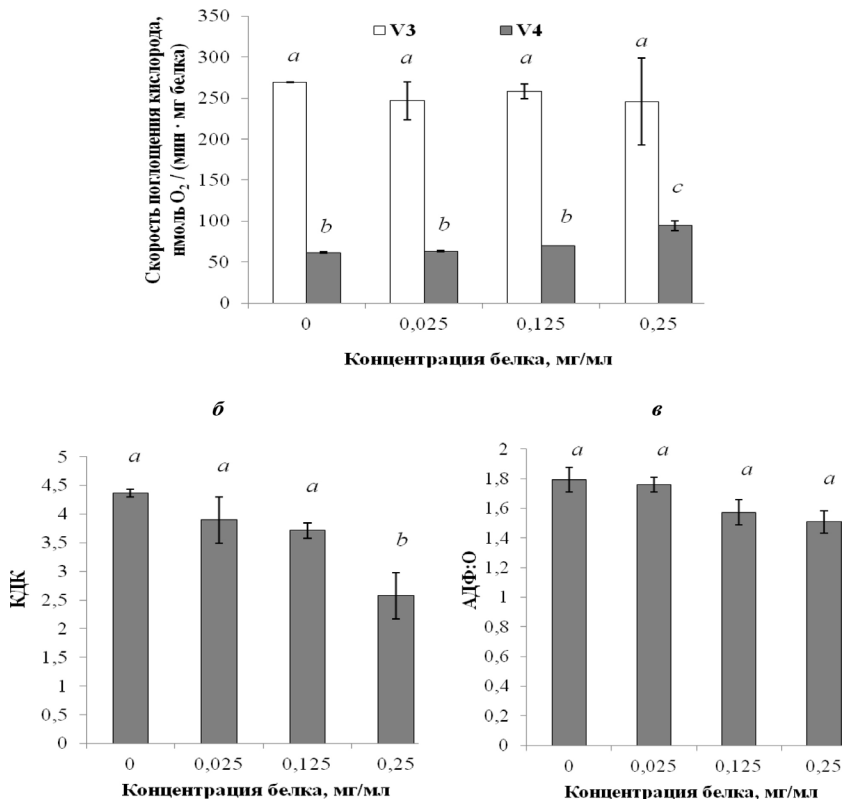 Скорость поглощения кислорода,
нмоль O₂ / (мин · мг белка)
350
300
250
200
150
100
50
0
V3 V4
a a a a
b b b c
0 0,025 0,125 0,25
Концентрация белка, мг/мл
б
КДК
5
4,5
4
3,5
3
2,5
2
1,5
1
0,5
0
a a a b
0 0,025 0,125 0,25
Концентрация белка, мг/мл
в
АДФ:О
2
1,8
1,6
1,4
1,2
1
0,8
0,6
0,4
0,2
0
a a a a
0 0,025 0,125 0,25
Концентрация белка, мг/мл